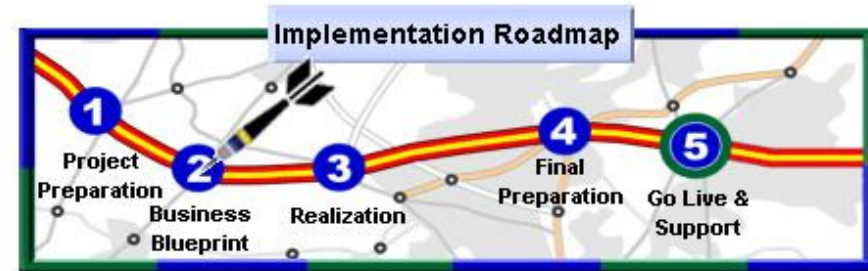 Implementation Roadmap
1
Project
Preparation
2
Business
Blueprint
3
Realization
4
Final
Preparation
5
Go Live &
Support